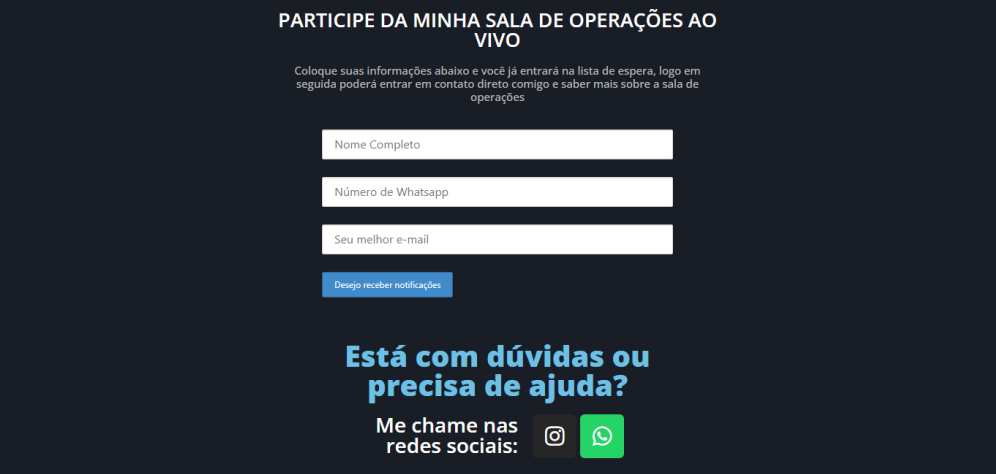 PARTICIPE DA MINHA SALA DE OPERAÇÕES AO
VIVO
Coloque suas informações abaixo e você já entrará na lista de espera, logo em
seguida poderá entrar em contato direto comigo e saber mais sobre a sala de
operações
Nome Completo
Número de Whatsapp
Seu melhor e-mail
Desejo receber notificações
Está com dúvidas ou
precisa de ajuda?
Me chame nas
redes sociais: